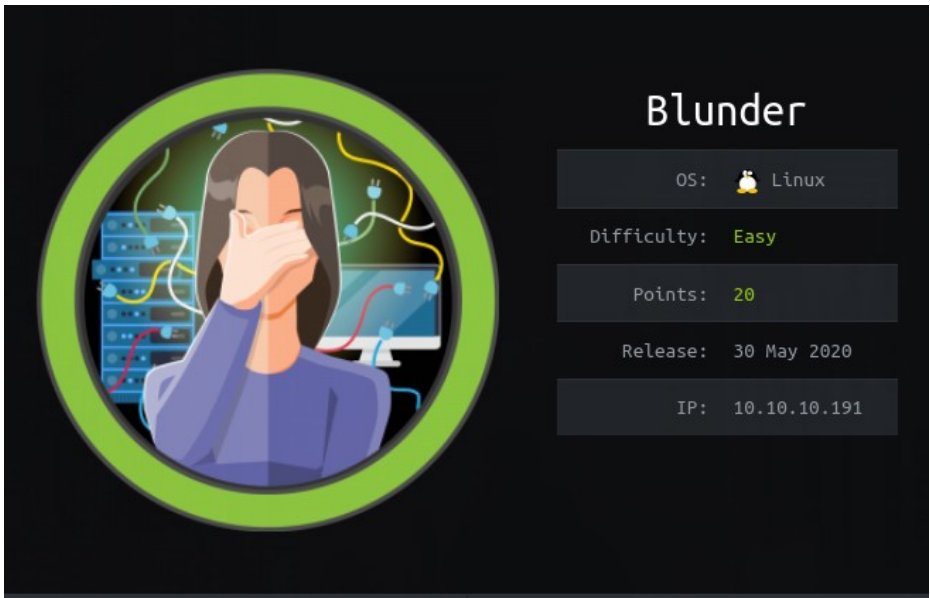 Blunder
OS: Linux
Difficulty: Easy
Points: 20
Release: 30 May 2020
IP: 10.10.10.191